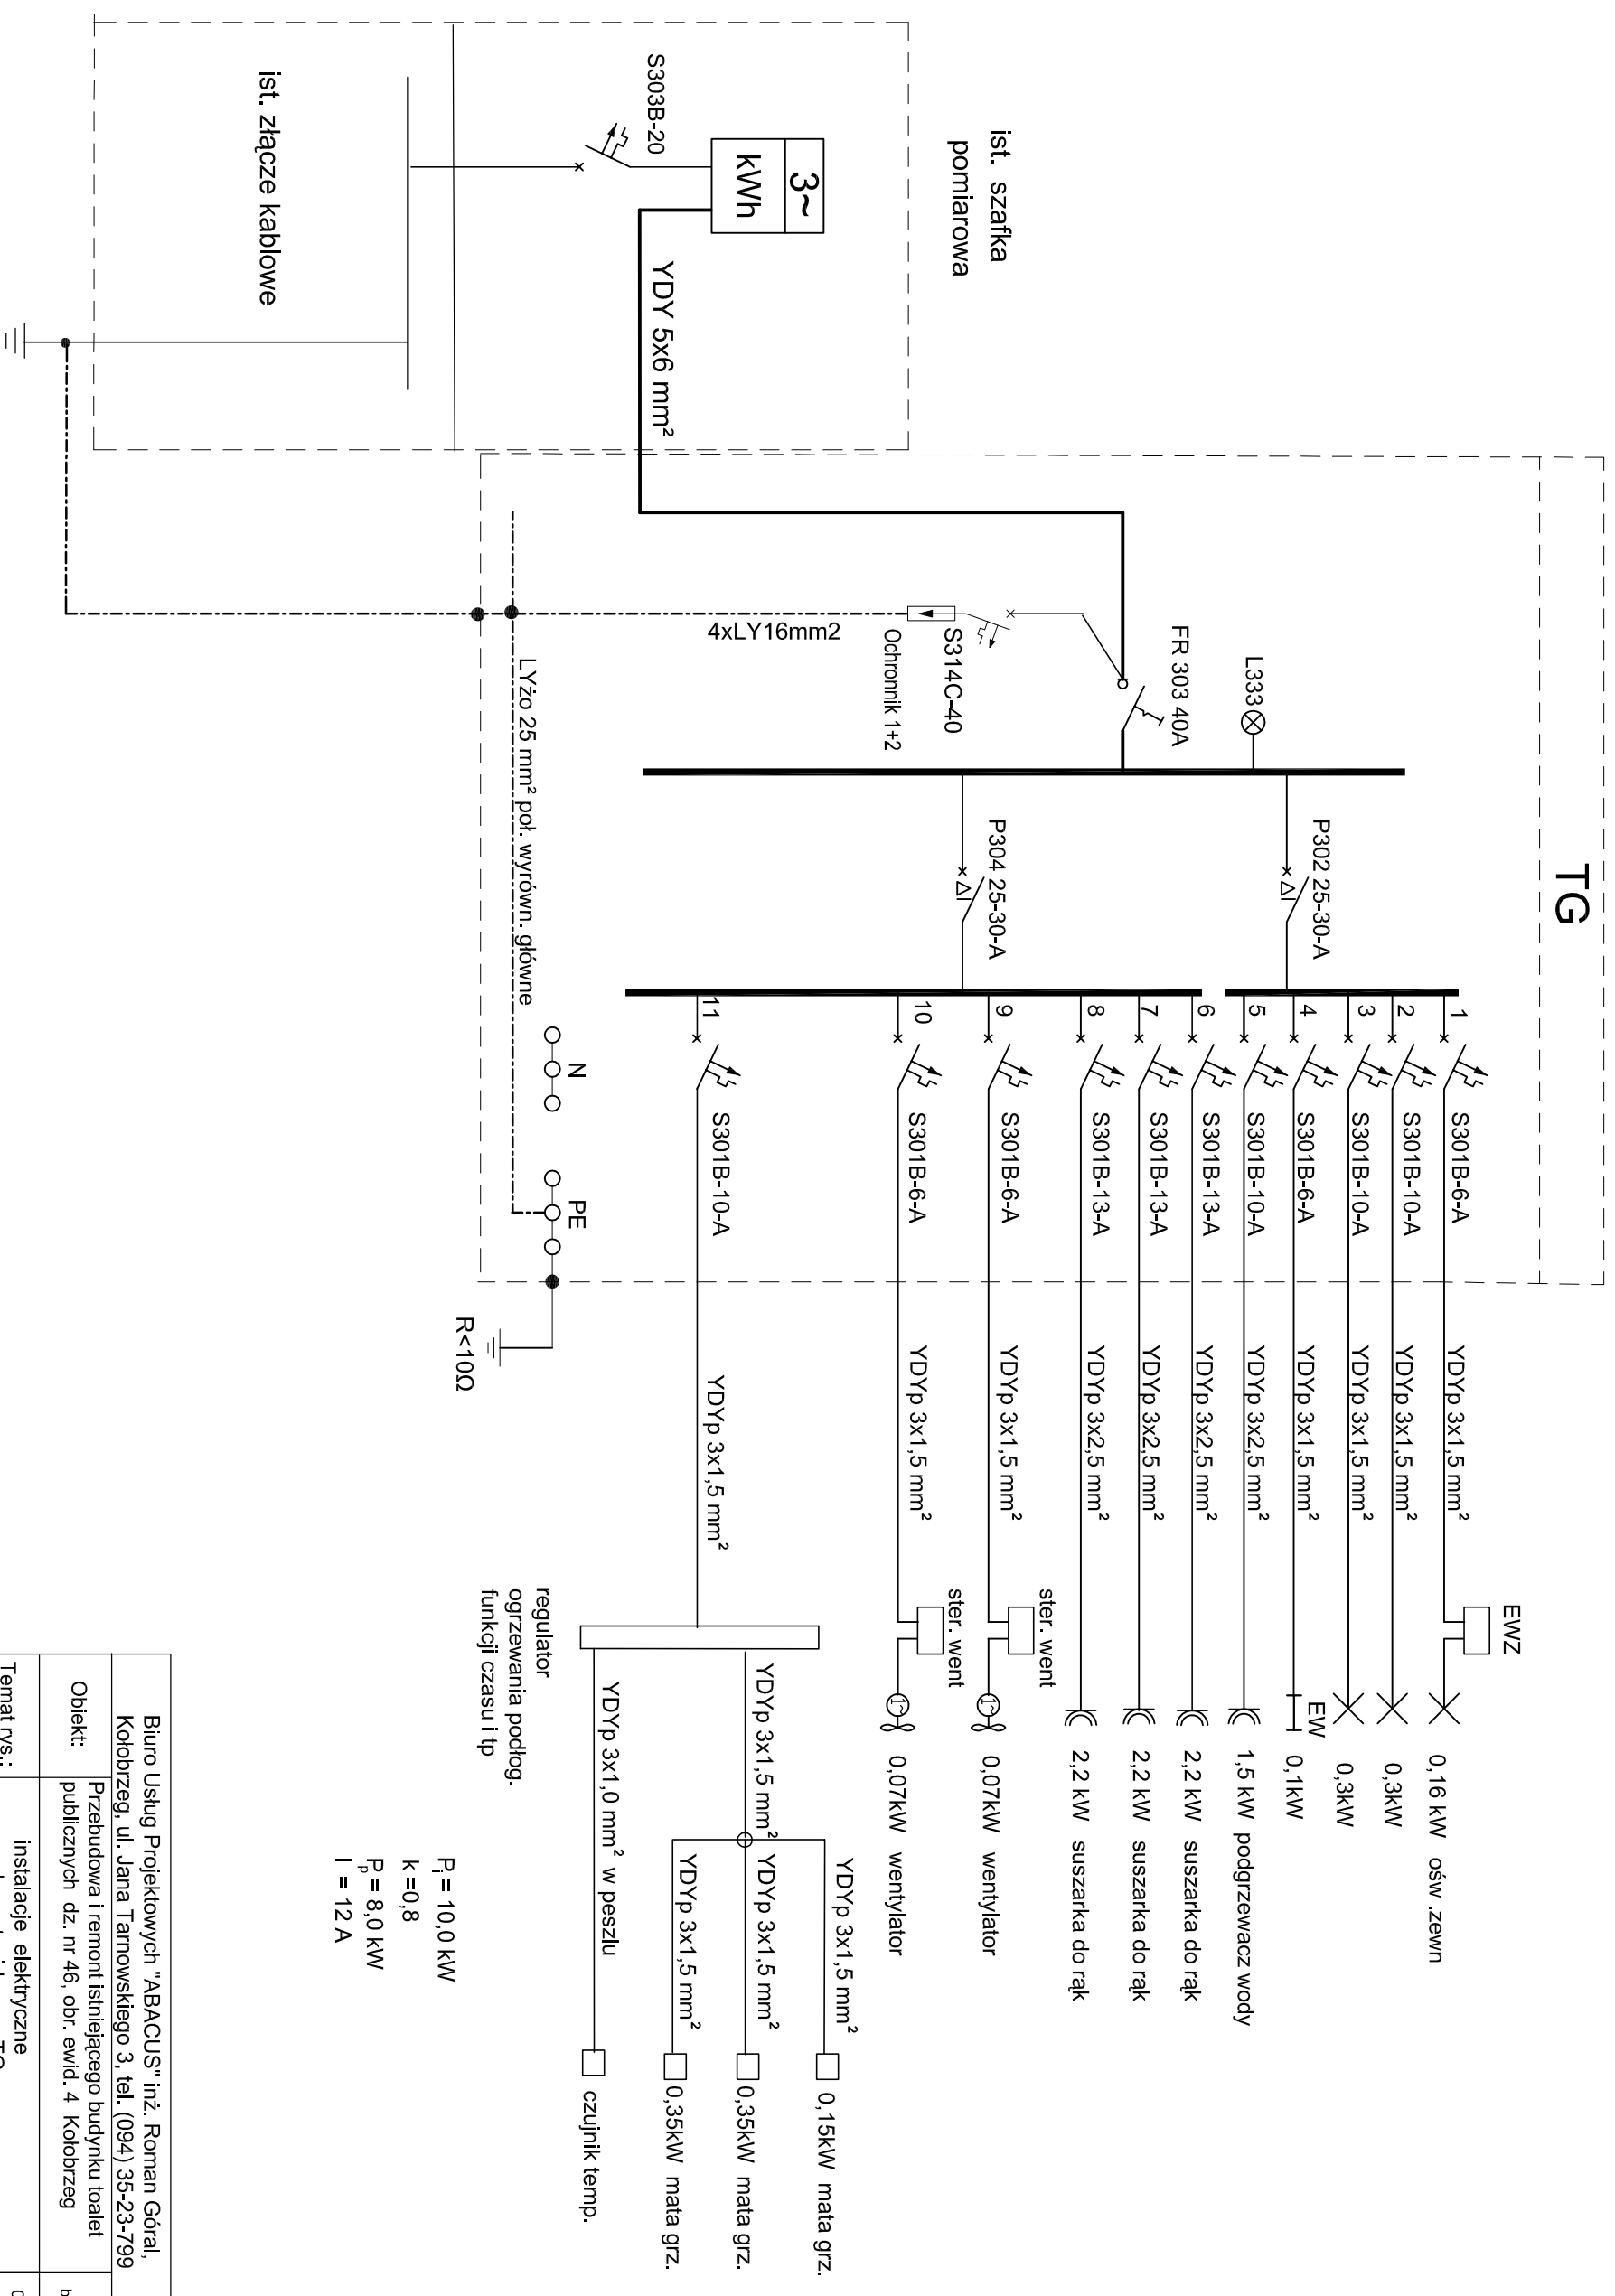 TG
ist. szafka
pomiarowa
3~
kWh
S303B-20
YDY 5x6 mm²
ist. złącze kablowe
L333
FR 303 40A
S314C-40
Ochronnik 1+2
4xLY16mm2
LYżo 25 mm² poł. wyrówn. główne
P302 25-30-A
ΔI
P304 25-30-A
ΔI
N
PE
R<10Ω
1 S301B-6-A YDYp 3x1,5 mm² EWZ 0,16 kW ośw .zewn
2 S301B-10-A YDYp 3x1,5 mm² 0,3kW
3 S301B-10-A YDYp 3x1,5 mm² 0,3kW
4 S301B-6-A YDYp 3x1,5 mm² EW 0,1kW
5 S301B-10-A YDYp 3x2,5 mm² 1,5 kW podgrzewacz wody
6 S301B-13-A YDYp 3x2,5 mm² 2,2 kW suszarka do rąk
7 S301B-13-A YDYp 3x2,5 mm² 2,2 kW suszarka do rąk
8 S301B-13-A YDYp 3x2,5 mm² 2,2 kW suszarka do rąk
9 S301B-6-A YDYp 3x1,5 mm² ster. went 1~ 0,07kW wentylator
10 S301B-6-A YDYp 3x1,5 mm² ster. went 1~ 0,07kW wentylator
11 S301B-10-A YDYp 3x1,5 mm²
YDYp 3x1,5 mm²
YDYp 3x1,5 mm² 0,15kW mata grz.
YDYp 3x1,5 mm² 0,35kW mata grz.
YDYp 3x1,5 mm² 0,35kW mata grz.
YDYp 3x1,0 mm² w peszlu czujnik temp.
regulator
ogrzewania podłog.
funkcji czasu i tp
Pi = 10,0 kW
k =0,8
Pp = 8,0 kW
I = 12 A
Biuro Usług Projektowych "ABACUS" inż. Roman Góral,
Kołobrzeg, ul. Jana Tarnowskiego 3, tel. (094) 35-23-799
Obiekt:
Przebudowa i remont istniejącego budynku toalet
publicznych dz. nr 46, obr. ewid. 4 Kołobrzeg
Temat rys.:
instalacje elektryczne